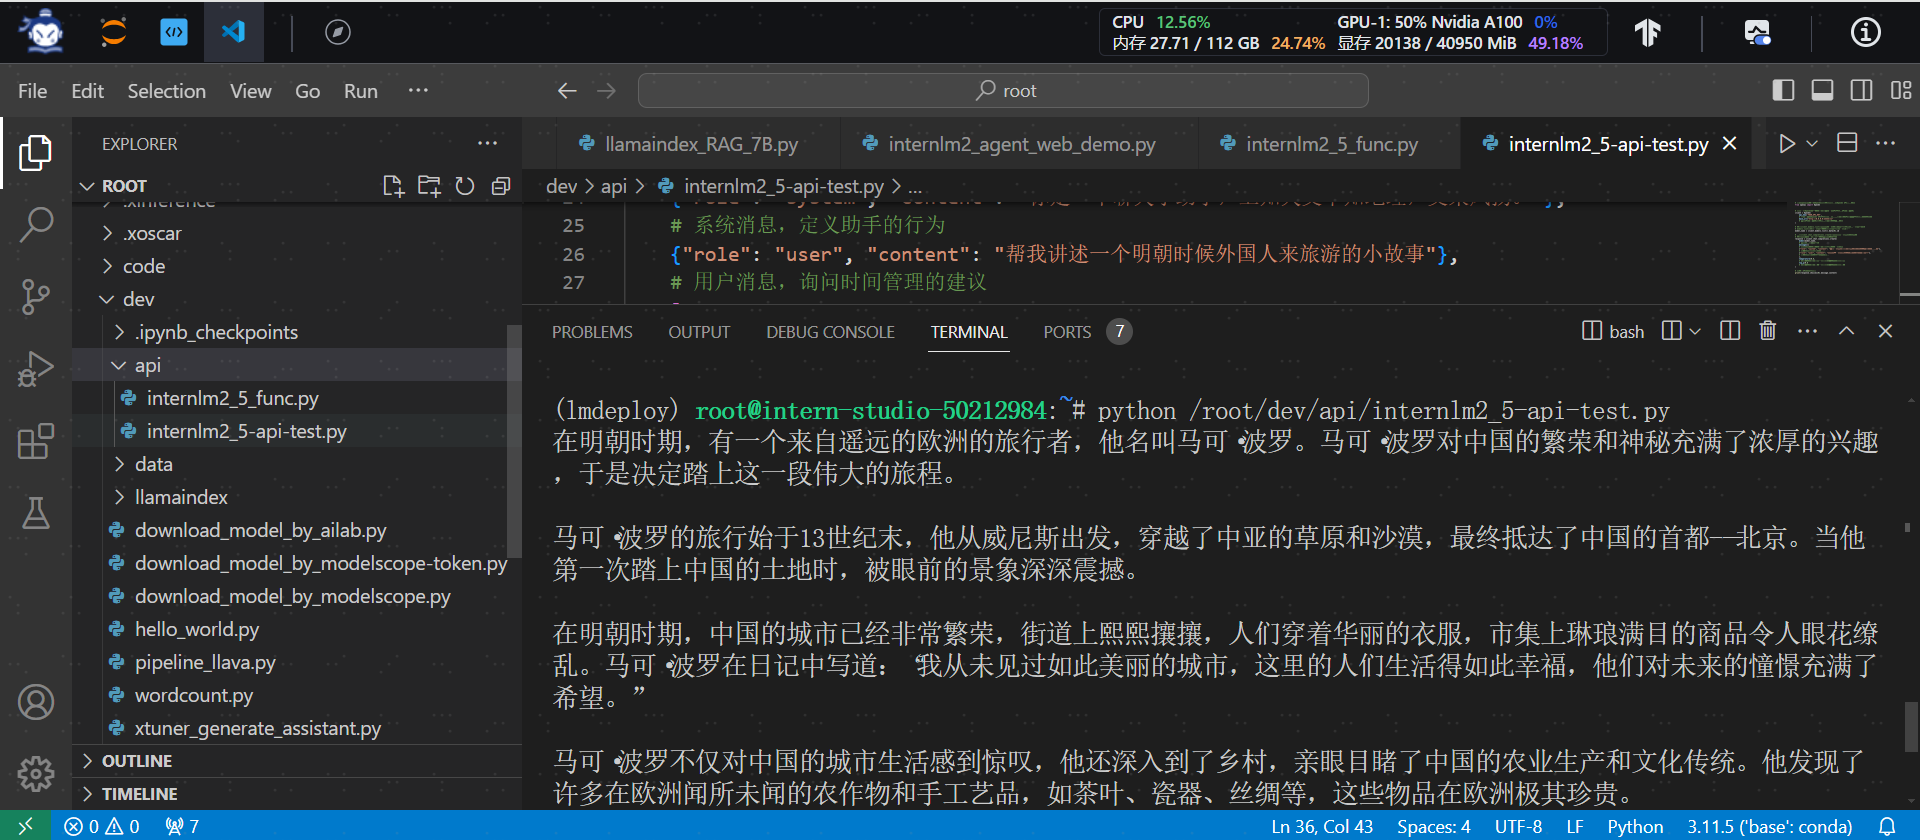 CPU 12.56%
GPU-1: 50% Nvidia A100 0%
内存 27.71 / 112 GB 24.74%
显存 20138 / 40950 MiB 49.18%
File Edit Selection View Go Run ···
root
EXPLORER
llamaindex_RAG_7B.py
internlm2_agent_web_demo.py
internlm2_5_func.py
internlm2_5-api-test.py
ROOT
dev > api > internlm2_5-api-test.py > ...
.xinference
.xoscar
code
dev
.ipynb_checkpoints
api
internlm2_5_func.py
internlm2_5-api-test.py
data
llamaindex
download_model_by_ailab.py
download_model_by_modelscope-token.py
download_model_by_modelscope.py
hello_world.py
pipeline_llava.py
wordcount.py
xtuner_generate_assistant.py
OUTLINE
TIMELINE
25 # 系统消息，定义助手的行为
26 {"role": "user", "content": "帮我讲述一个明朝时候外国人来旅游的小故事"},
27 # 用户消息，询问时间管理的建议
PROBLEMS OUTPUT DEBUG CONSOLE TERMINAL PORTS 7
bash
(lmdeploy) root@intern-studio-50212984:~# python /root/dev/api/internlm2_5-api-test.py
在明朝时期，有一个来自遥远的欧洲的旅行者，他名叫马可·波罗。马可·波罗对中国的繁荣和神秘充满了浓厚的兴趣
，于是决定踏上这一段伟大的旅程。
马可·波罗的旅行始于13世纪末，他从威尼斯出发，穿越了中亚的草原和沙漠，最终抵达了中国的首都——北京。当他
第一次踏上中国的土地时，被眼前的景象深深震撼。
在明朝时期，中国的城市已经非常繁荣，街道上熙熙攘攘，人们穿着华丽的衣服，市集上琳琅满目的商品令人眼花缭
乱。马可·波罗在日记中写道：“我从未见过如此美丽的城市，这里的人们生活得如此幸福，他们对未来的憧憬充满了
希望。”
马可·波罗不仅对中国的城市生活感到惊叹，他还深入到了乡村，亲眼目睹了中国的农业生产和文化传统。他发现了
许多在欧洲闻所未闻的农作物和手工艺品，如茶叶、瓷器、丝绸等，这些物品在欧洲极其珍贵。
0 0 7
Ln 36, Col 43 Spaces: 4 UTF-8 LF Python 3.11.5 ('base': conda)